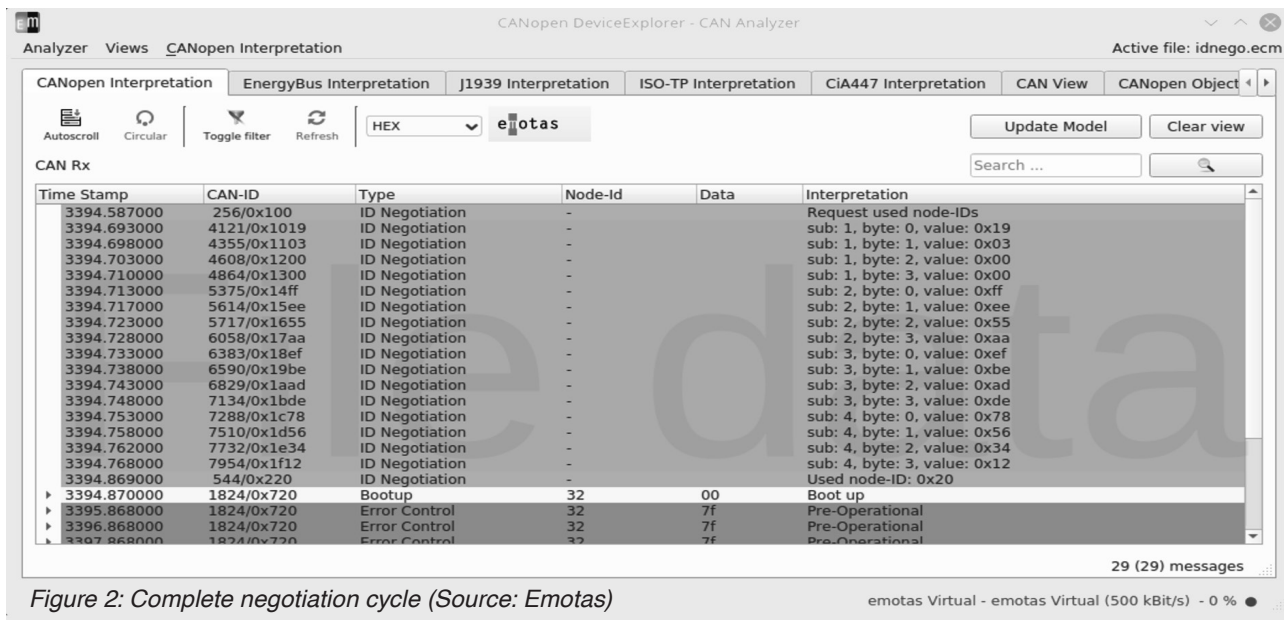 CANopen DeviceExplorer - CAN Analyzer
Analyzer Views CANopen Interpretation Active file: idnego.ecm
CANopen Interpretation EnergyBus Interpretation J1939 Interpretation ISO-TP Interpretation CiA447 Interpretation CAN View CANopen Object
Autoscroll Circular Toggle filter Refresh HEX emotas Update Model Clear view
CAN Rx Search ...
Time Stamp CAN-ID Type Node-Id Data Interpretation
3394.587000 256/0x100 ID Negotiation - Request used node-IDs
3394.693000 4121/0x1019 ID Negotiation - sub: 1, byte: 0, value: 0x19
3394.698000 4355/0x1103 ID Negotiation - sub: 1, byte: 1, value: 0x03
3394.703000 4608/0x1200 ID Negotiation - sub: 1, byte: 2, value: 0x00
3394.710000 4864/0x1300 ID Negotiation - sub: 1, byte: 3, value: 0x00
3394.713000 5375/0x14ff ID Negotiation - sub: 2, byte: 0, value: 0xff
3394.717000 5614/0x15ee ID Negotiation - sub: 2, byte: 1, value: 0xee
3394.723000 5717/0x1655 ID Negotiation - sub: 2, byte: 2, value: 0x55
3394.728000 6058/0x17aa ID Negotiation - sub: 2, byte: 3, value: 0xaa
3394.733000 6383/0x18ef ID Negotiation - sub: 3, byte: 0, value: 0xef
3394.738000 6590/0x19be ID Negotiation - sub: 3, byte: 1, value: 0xbe
3394.743000 6829/0x1aad ID Negotiation - sub: 3, byte: 2, value: 0xad
3394.748000 7134/0x1bde ID Negotiation - sub: 3, byte: 3, value: 0xde
3394.753000 7288/0x1c78 ID Negotiation - sub: 4, byte: 0, value: 0x78
3394.758000 7510/0x1d56 ID Negotiation - sub: 4, byte: 1, value: 0x56
3394.762000 7732/0x1e34 ID Negotiation - sub: 4, byte: 2, value: 0x34
3394.768000 7954/0x1f12 ID Negotiation - sub: 4, byte: 3, value: 0x12
3394.869000 544/0x220 ID Negotiation - Used node-ID: 0x20
3394.870000 1824/0x720 Bootup 32 00 Boot up
3395.868000 1824/0x720 Error Control 32 7f Pre-Operational
3396.868000 1824/0x720 Error Control 32 7f Pre-Operational
3397.868000 1824/0x720 Error Control 32 7f Pre-Operational
File data
29 (29) messages
Figure 2: Complete negotiation cycle (Source: Emotas) emotas Virtual - emotas Virtual (500 kBit/s) - 0 %